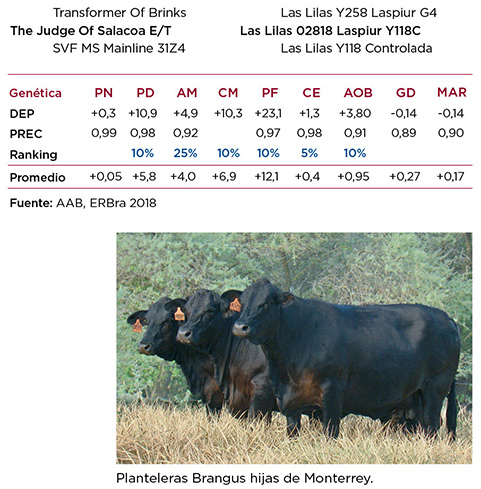 Transformer Of Brinks Las Lilas Y258 Laspiur G4
The Judge Of Salacoa E/T Las Lilas 02818 Laspiur Y118C
SVF MS Mainline 31Z4 Las Lilas Y118 Controlada
Genética PN PD AM CM PF CE AOB GD MAR
DEP +0,3 +10,9 +4,9 +10,3 +23,1 +1,3 +3,80 -0,14 -0,14
PREC 0,99 0,98 0,92 0,97 0,98 0,91 0,89 0,90
Ranking 10% 25% 10% 10% 5% 10%
Promedio +0,05 +5,8 +4,0 +6,9 +12,1 +0,4 +0,95 +0,27 +0,17
Fuente: AAB, ERBra 2018
Planteleras Brangus hijas de Monterrey.